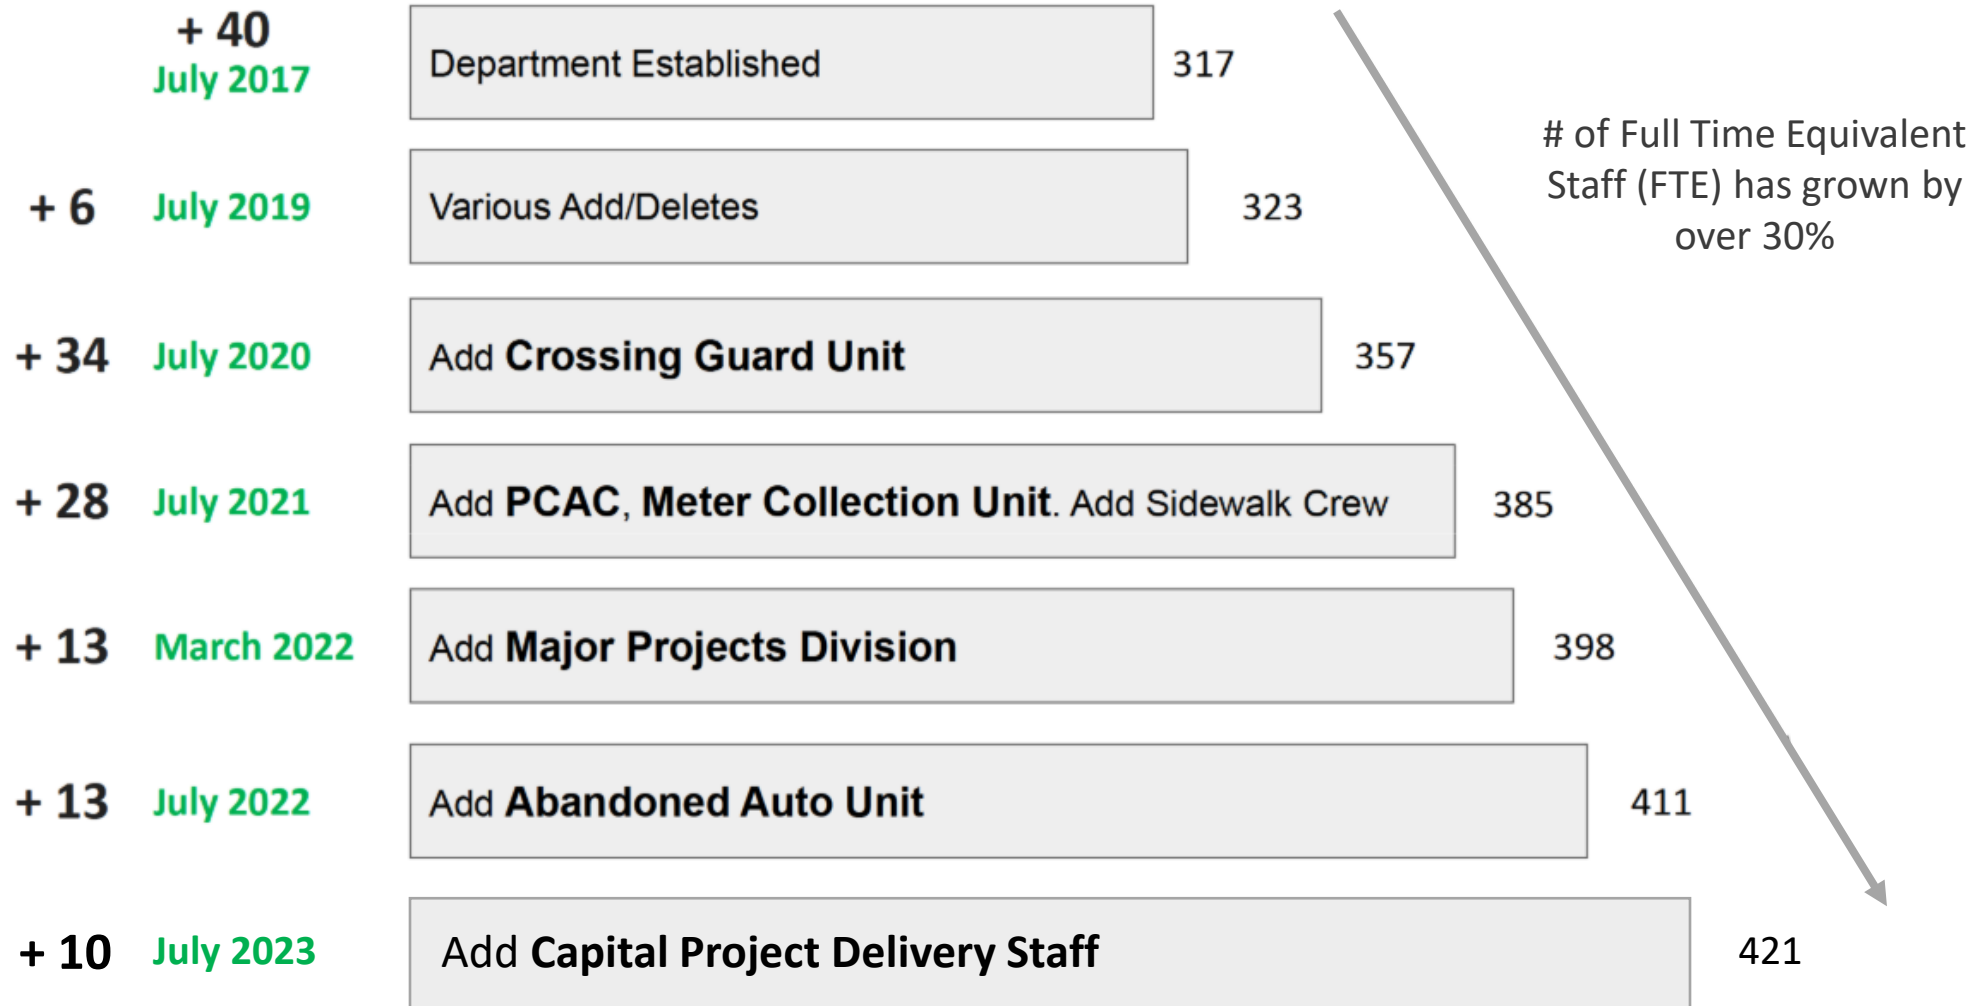 + 40
July 2017
Department Established
317
# of Full Time Equivalent
Staff (FTE) has grown by
over 30%
+ 6
July 2019
Various Add/Deletes
323
+ 34
July 2020
Add Crossing Guard Unit
357
+ 28
July 2021
Add PCAC, Meter Collection Unit. Add Sidewalk Crew
385
+ 13
March 2022
Add Major Projects Division
398
+ 13
July 2022
Add Abandoned Auto Unit
411
+ 10
July 2023
Add Capital Project Delivery Staff
421